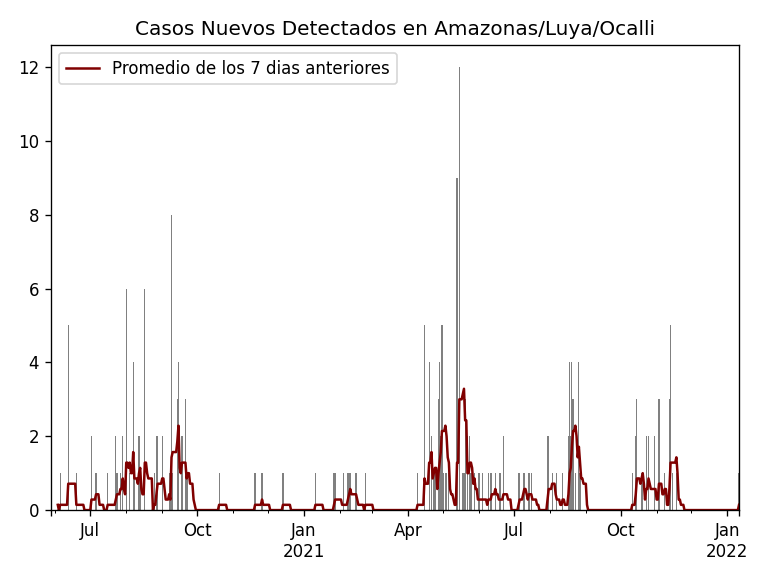 Casos Nuevos Detectados en Amazonas/Luya/Ocalli
Promedio de los 7 dias anteriores
12
10
8
6
4
2
0
Jul
Oct
Jan
2021
Apr
Jul
Oct
Jan
2022